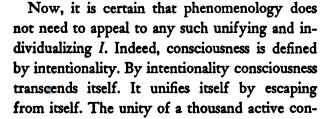 Now, it is certain that phenomenology does
not need to appeal to any such unifying and in-
dividualizing I. Indeed, consciousness is defined
by intentionality. By intentionality consciousness
transcends itself. It unifies itself by escaping
from itself. The unity of a thousand active con-